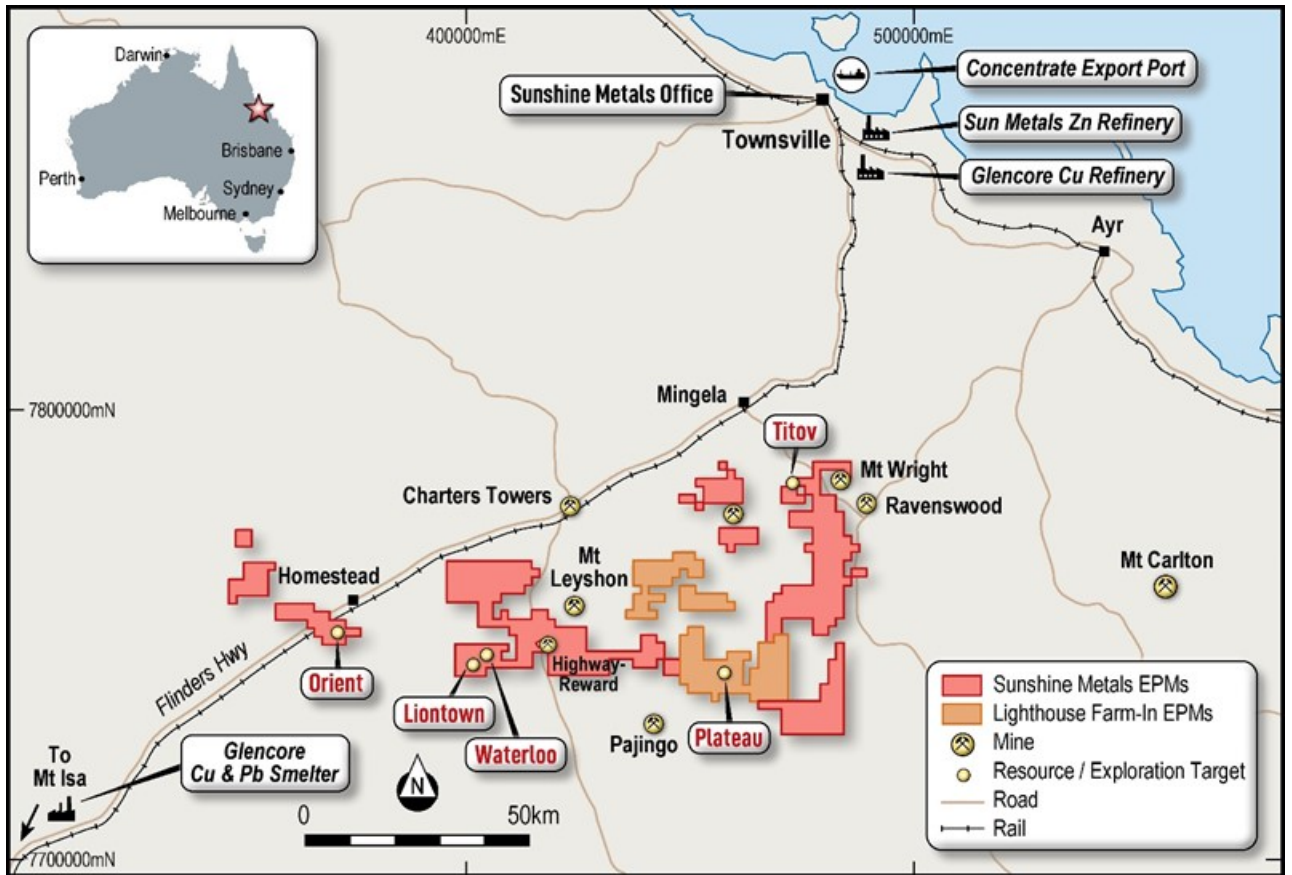 400000mE
500000mE
Darwin
Brisbane
Perth
Sydney
Melbourne
Concentrate Export Port
Sunshine Metals Office
Sun Metals Zn Refinery
Townsville
Glencore Cu Refinery
Ayr
Mingela
7800000mN
Titov
Mt Wright
Charters Towers
Ravenswood
Mt
Leyshon
Mt Carlton
Homestead
Highway-
Reward
Flinders Hwy
Orient
Liontown
Waterloo
Pajingo
Plateau
To
Mt Isa
Glencore
Cu & Pb Smelter
N
0
50km
7700000mN
Sunshine Metals EPMs
Lighthouse Farm-In EPMs
Mine
Resource / Exploration Target
Road
Rail